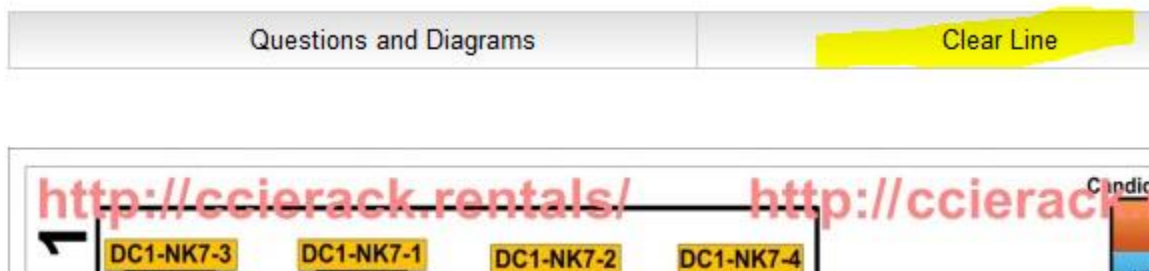 Questions and Diagrams Clear Line
http://ccierack.rentals/ http://ccierack
1
DC1-NK7-3 DC1-NK7-1 DC1-NK7-2 DC1-NK7-4